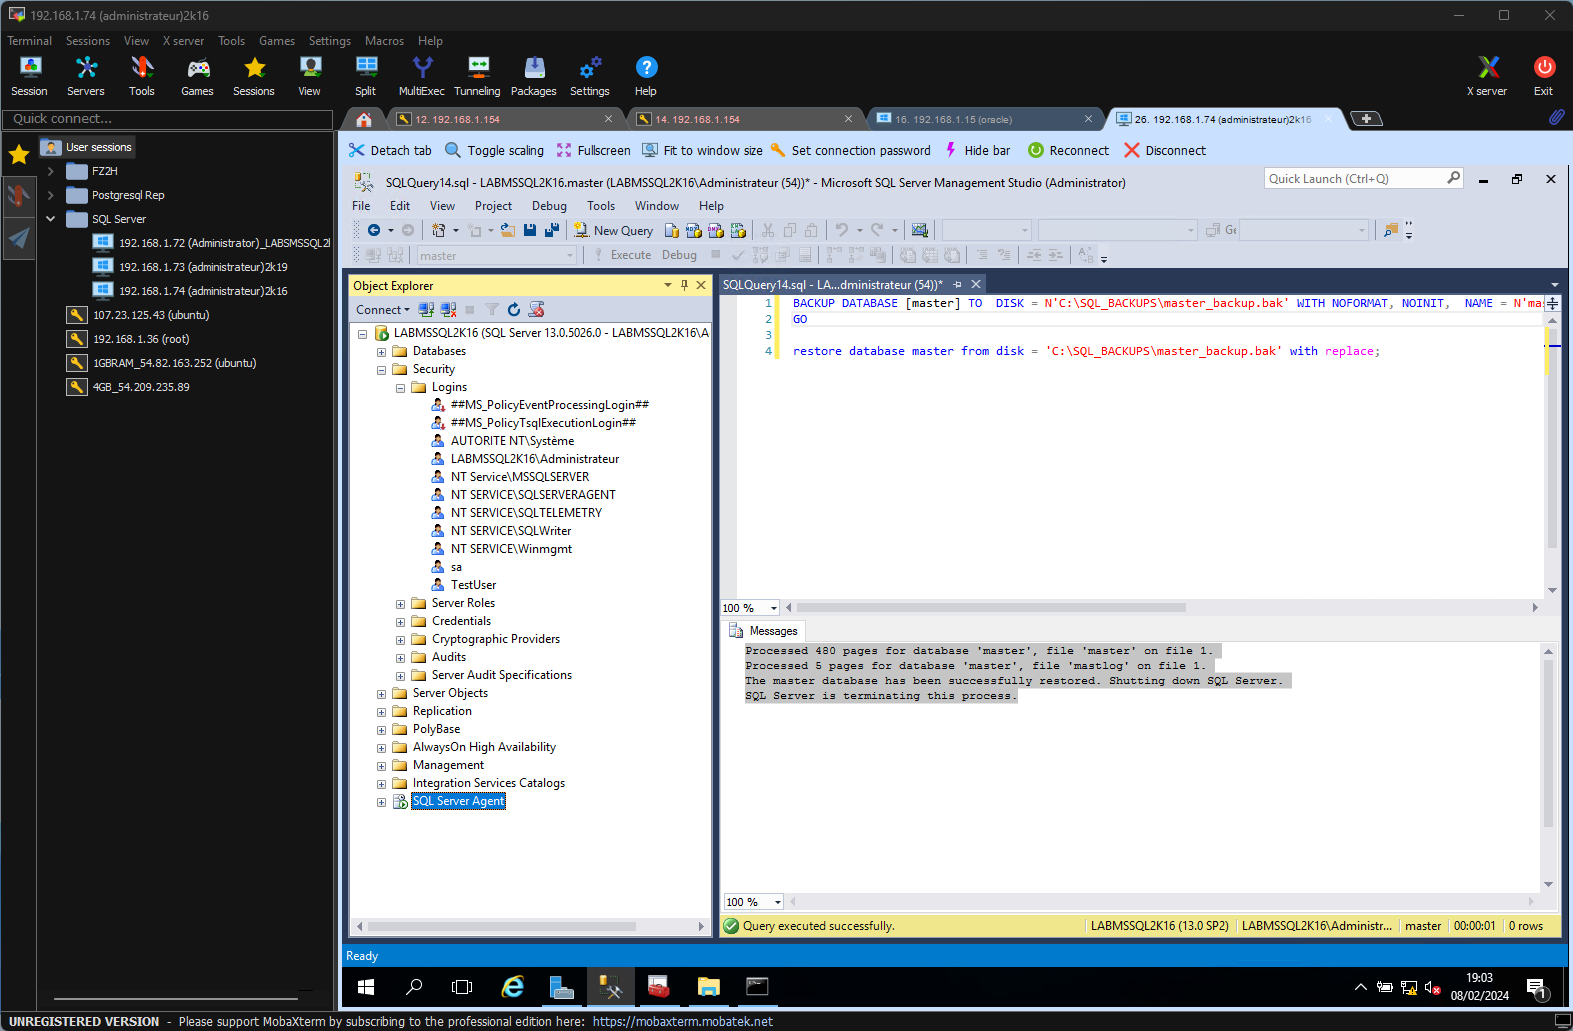 192.168.1.74 (administrateur)2k16
Terminal Sessions View X server Tools Games Settings Macros Help
Session Servers Tools Games Sessions View Split MultiExec Tunneling Packages Settings Help X server Exit
Quick connect...
12. 192.168.1.154
14. 192.168.1.154
16. 192.168.1.15 (oracle)
26. 192.168.1.74 (administrateur)2k16
User sessions
FZ2H
Postgresql Rep
SQL Server
192.168.1.72 (Administrator)_LABSMSSQL2
192.168.1.73 (administrateur)2k19
192.168.1.74 (administrateur)2k16
107.23.125.43 (ubuntu)
192.168.1.36 (root)
1GBRAM_54.82.163.252 (ubuntu)
4GB_54.209.235.89
Detach tab Toggle scaling Fullscreen Fit to window size Set connection password Hide bar Reconnect Disconnect
SQLQuery14.sql - LABMSSQL2K16.master (LABMSSQL2K16\Administrateur (54))* - Microsoft SQL Server Management Studio (Administrator)
Quick Launch (Ctrl+Q)
File Edit View Project Debug Tools Window Help
New Query
master
Execute Debug
Object Explorer
Connect
LABMSSQL2K16 (SQL Server 13.0.5026.0 - LABMSSQL2K16\A
Databases
Security
Logins
##MS_PolicyEventProcessingLogin##
##MS_PolicyTsqlExecutionLogin##
AUTORITE NT\Système
LABMSSQL2K16\Administrateur
NT Service\MSSQLSERVER
NT SERVICE\SQLSERVERAGENT
NT SERVICE\SQLTELEMETRY
NT SERVICE\SQLWriter
NT SERVICE\Winmgmt
sa
TestUser
Server Roles
Credentials
Cryptographic Providers
Audits
Server Audit Specifications
Server Objects
Replication
PolyBase
AlwaysOn High Availability
Management
Integration Services Catalogs
SQL Server Agent
SQLQuery14.sql - LA...dministrateur (54))*
1 BACKUP DATABASE [master] TO DISK = N'C:\SQL_BACKUPS\master_backup.bak' WITH NOFORMAT, NOINIT, NAME = N'mas
2 GO
3
4 restore database master from disk = 'C:\SQL_BACKUPS\master_backup.bak' with replace;
100 %
Messages
Processed 480 pages for database 'master', file 'master' on file 1.
Processed 5 pages for database 'master', file 'mastlog' on file 1.
The master database has been successfully restored. Shutting down SQL Server.
SQL Server is terminating this process.
100 %
Query executed successfully.
LABMSSQL2K16 (13.0 SP2) LABMSSQL2K16\Administr... master 00:00:01 0 rows
Ready
19:03
08/02/2024
1
UNREGISTERED VERSION - Please support MobaXterm by subscribing to the professional edition here: https://mobaxterm.mobatek.net